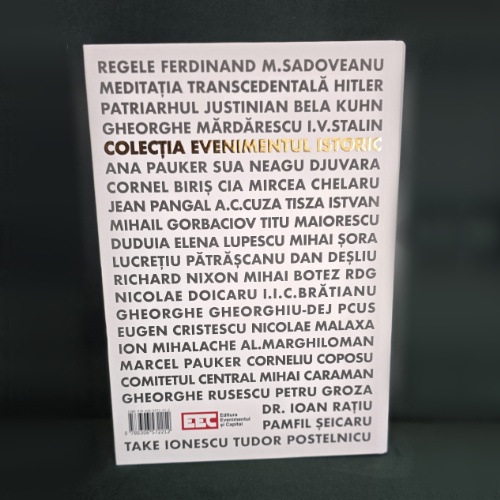 REGELE FERDINAND M.SADOVEANU
MEDITAȚIA TRANSCEDENTALĂ HITLER
PATRIARHUL JUSTINIAN BELA KUHN
GHEORGHE MĂRDĂRESCU I.V.STALIN
COLECȚIA EVENIMENTUL ISTORIC
ANA PAUKER SUA NEAGU DJUVARA
CORNEL BIRIȘ CIA MIRCEA CHELARU
JEAN PANGAL A.C.CUZA TISZA ISTVAN
MIHAIL GORBACIOV TITU MAIORESCU
DUDUIA ELENA LUPESCU MIHAI ȘORA
LUCREȚIU PĂTRĂȘCANU DAN DEȘLIU
RICHARD NIXON MIHAI BOTEZ RDG
NICOLAE DOICARU I.I.C.BRĂTIANU
GHEORGHE GHEORGHIU-DEJ PCUS
EUGEN CRISTESCU NICOLAE MALAXA
ION MIHALACHE AL.MARGHILOMAN
MARCEL PAUKER CORNELIU COPOSU
COMITETUL CENTRAL MIHAI CARAMAN
GHEORGHE RUSESCU PETRU GROZA
DR. IOAN RAȚIU
EEC Editura
Evenimentul
și Capital
PAMFIL ȘEICARU
TAKE IONESCU TUDOR POSTELNICU